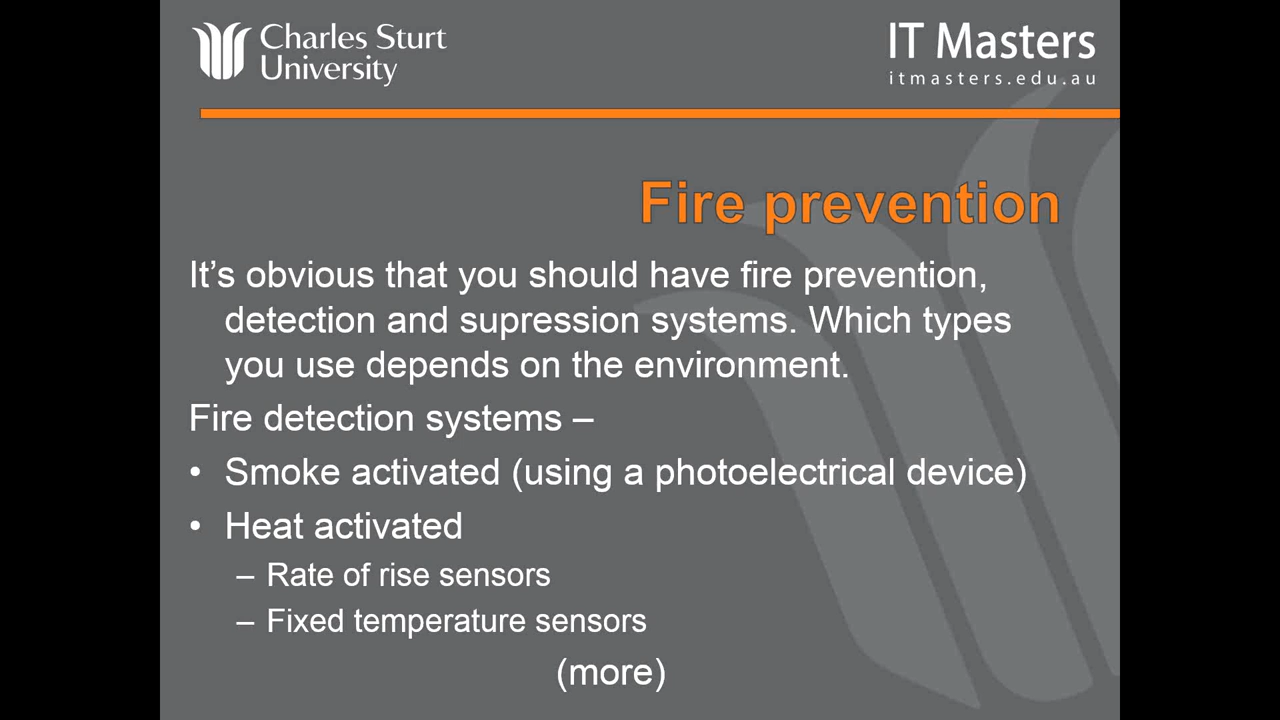 Charles Sturt
University
IT Masters
itmasters.edu.au
Fire prevention
It’s obvious that you should have fire prevention,
detection and supression systems. Which types
you use depends on the environment.
Fire detection systems –
• Smoke activated (using a photoelectrical device)
• Heat activated
– Rate of rise sensors
– Fixed temperature sensors
(more)